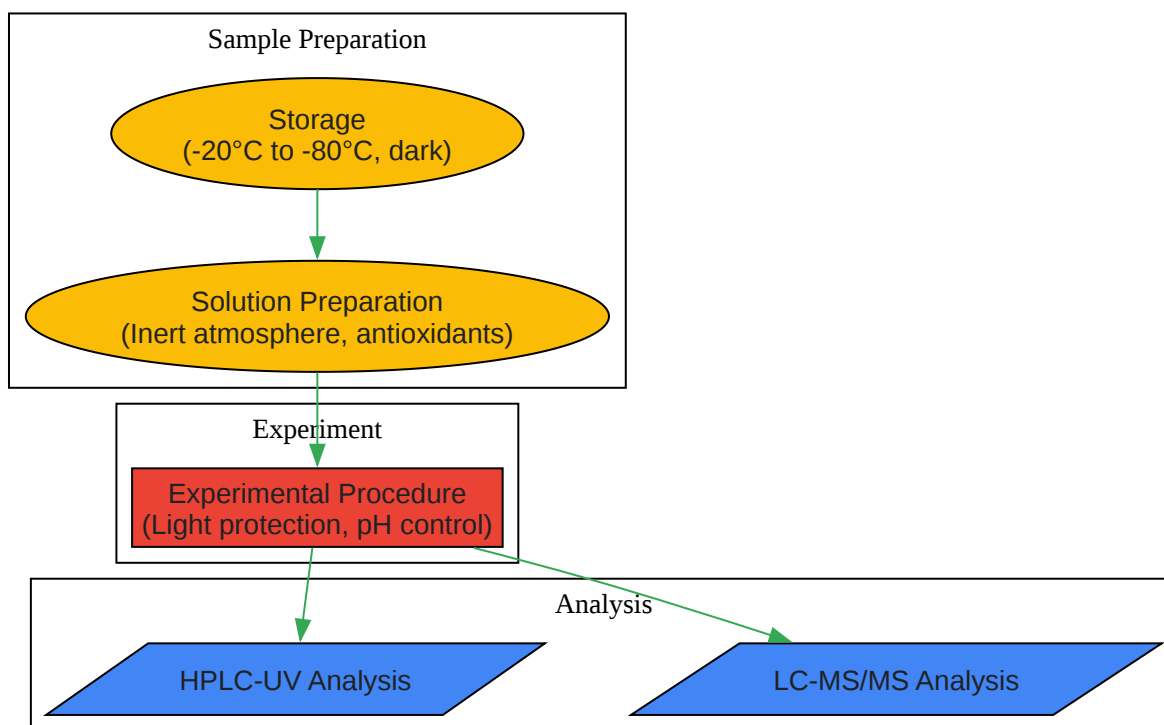 Sample Preparation
Storage
(-20°C to -80°C, dark)
Solution Preparation
(Inert atmosphere, antioxidants)
Experiment
Experimental Procedure
(Light protection, pH control)
Analysis
HPLC-UV Analysis
LC-MS/MS Analysis